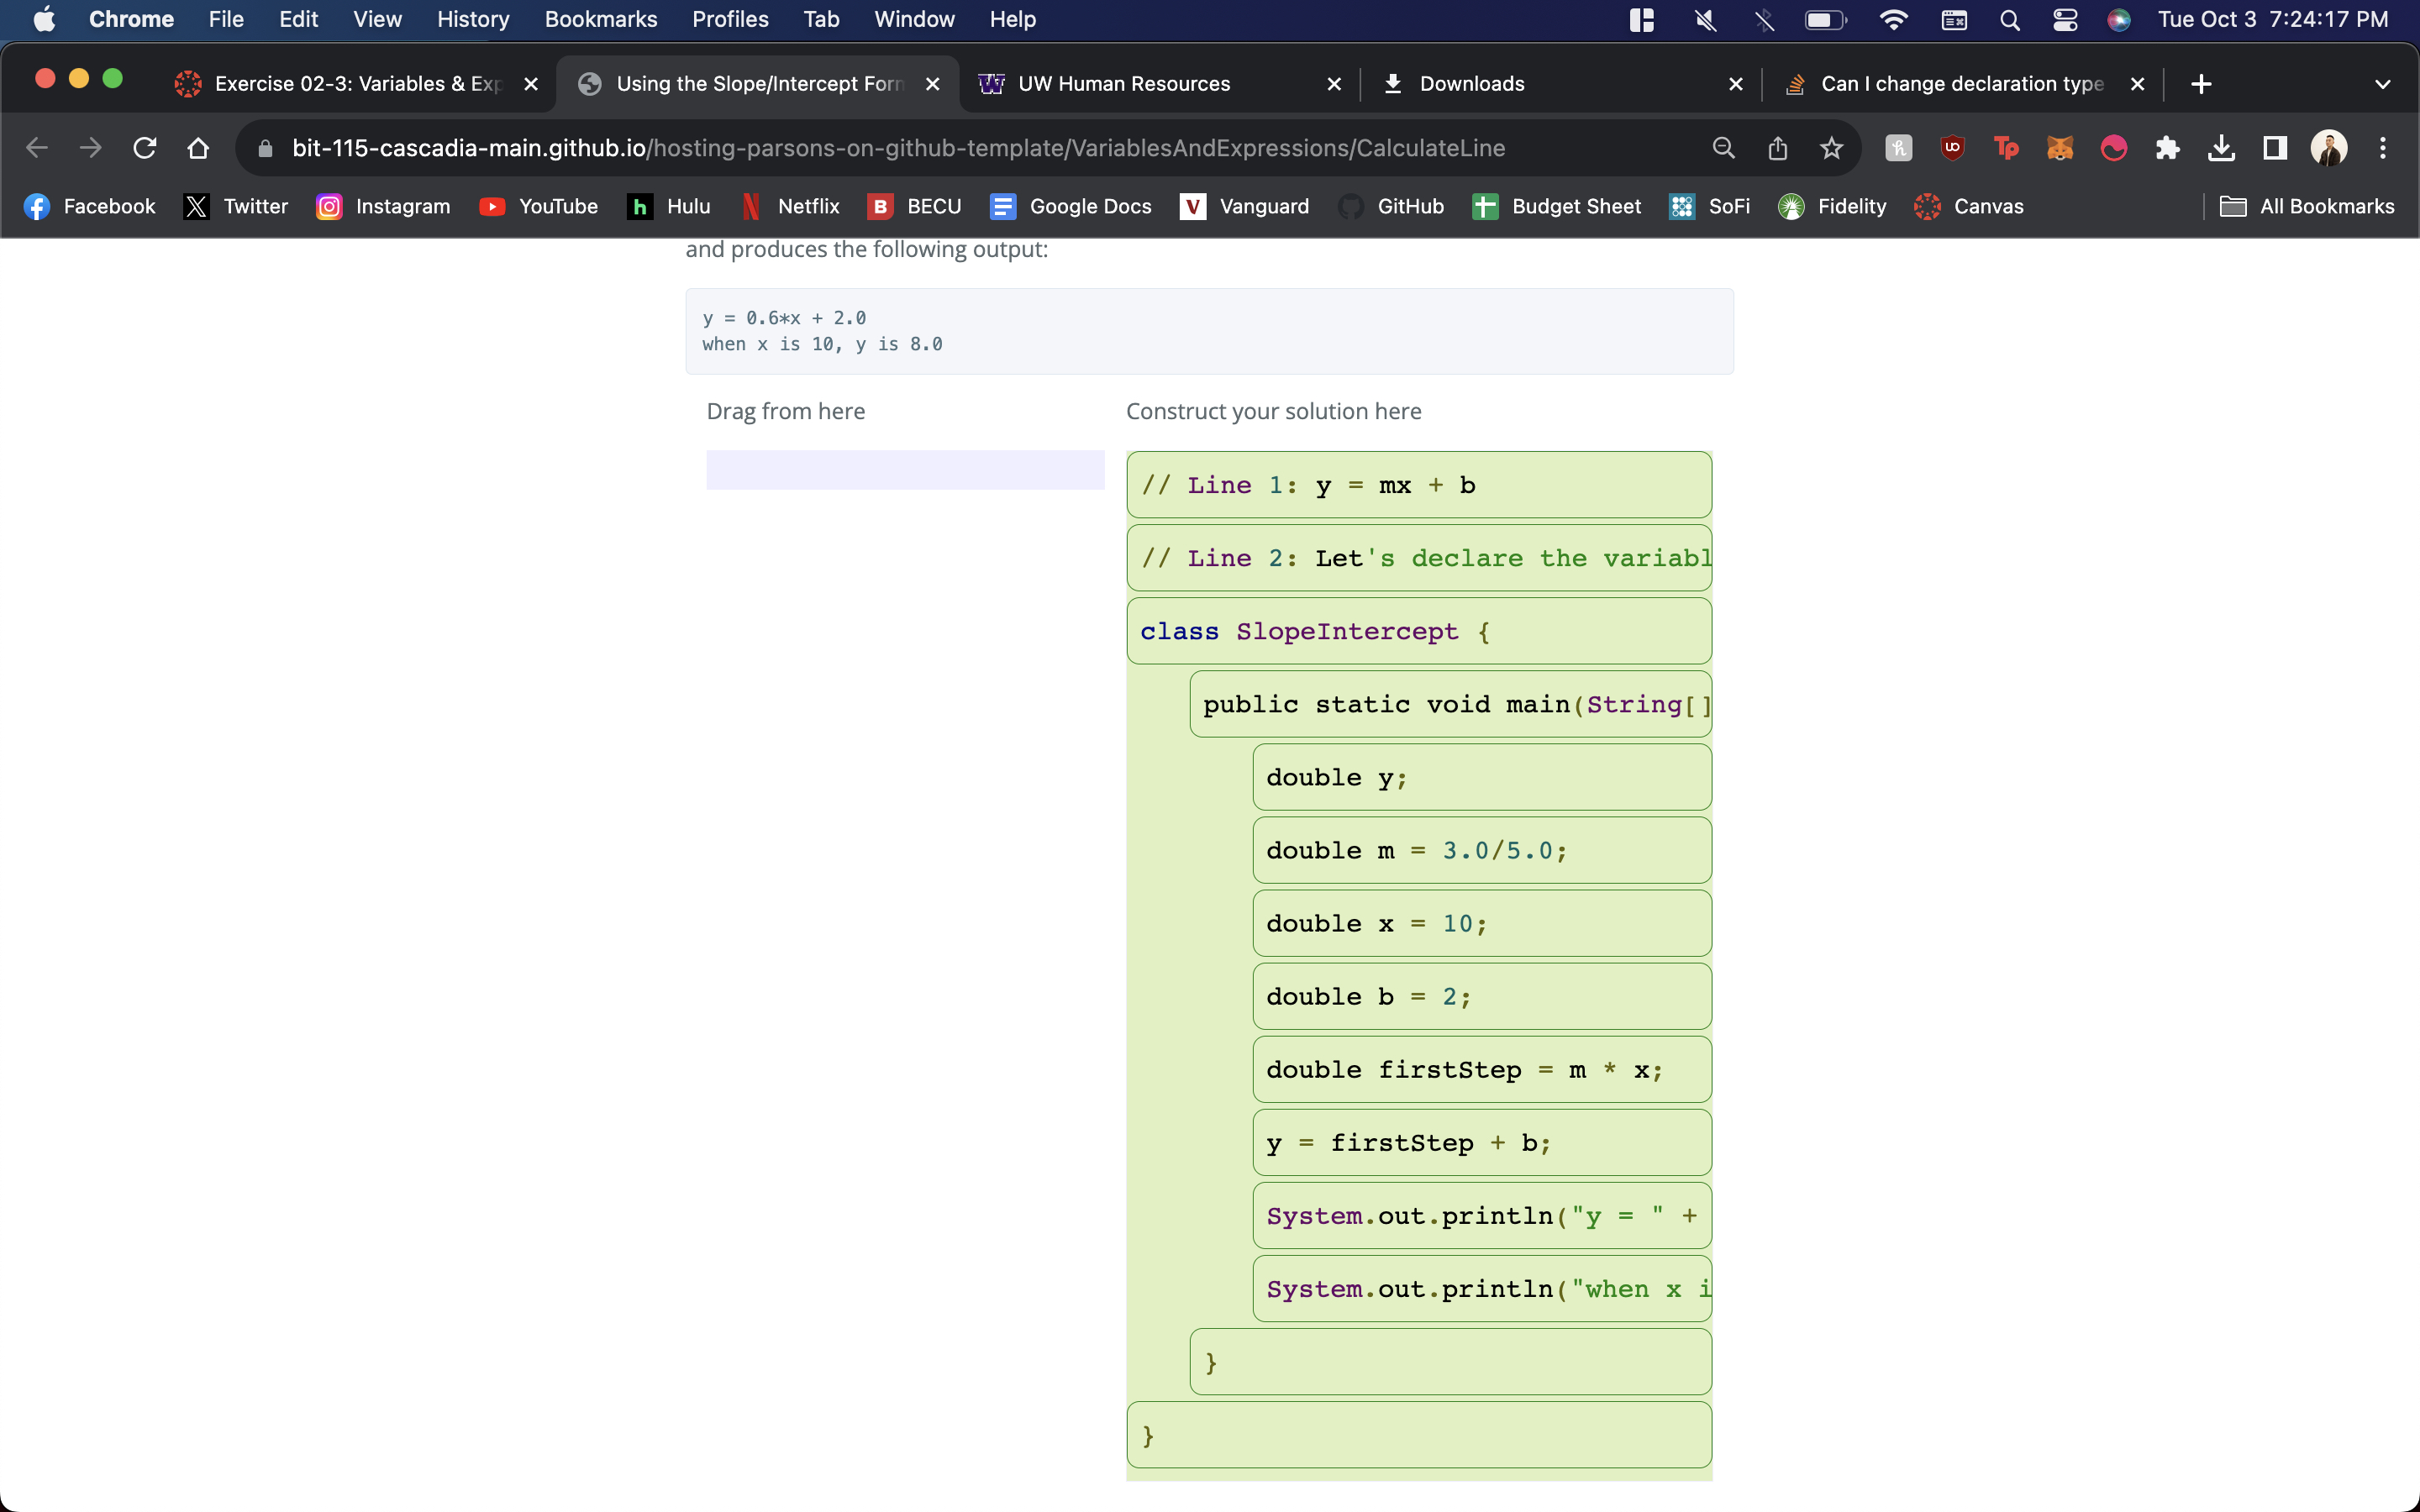 Chrome File Edit View History Bookmarks Profiles Tab Window Help Tue Oct 3 7:24:17 PM
Exercise 02-3: Variables & Exp Using the Slope/Intercept Forn UW Human Resources Downloads Can I change declaration type
bit-115-cascadia-main.github.io/hosting-parsons-on-github-template/VariablesAndExpressions/CalculateLine
Facebook Twitter Instagram YouTube Hulu Netflix BECU Google Docs Vanguard GitHub Budget Sheet SoFi Fidelity Canvas All Bookmarks
and produces the following output:
y = 0.6*x + 2.0
when x is 10, y is 8.0
Drag from here Construct your solution here
// Line 1: y = mx + b
// Line 2: Let's declare the variabl
class SlopeIntercept {
public static void main(String[]
double y;
double m = 3.0/5.0;
double x = 10;
double b = 2;
double firstStep = m * x;
y = firstStep + b;
System.out.println("y = " +
System.out.println("when x i
}
}